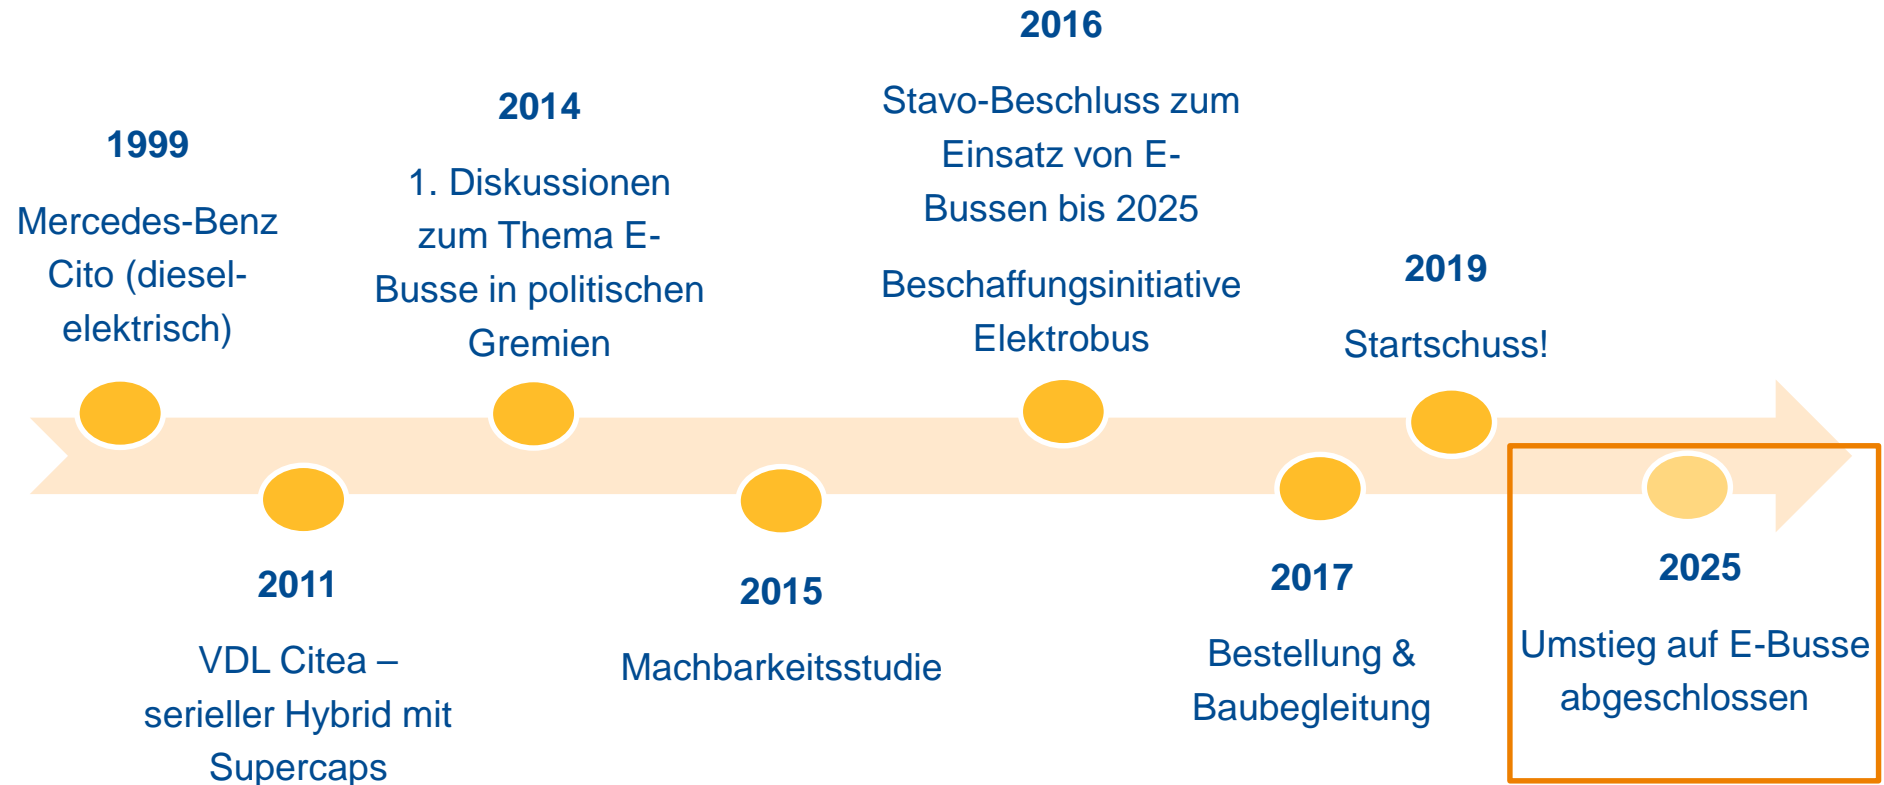 1999
Mercedes-Benz
Cito (diesel-
elektrisch)
2011
VDL Citea –
serieller Hybrid mit
Supercaps
2014
1. Diskussionen
zum Thema E-
Busse in politischen
Gremien
2015
Machbarkeitsstudie
2016
Stavo-Beschluss zum
Einsatz von E-
Bussen bis 2025
Beschaffungsinitiative
Elektrobus
2017
Bestellung &
Baubegleitung
2019
Startschuss!
2025
Umstieg auf E-Busse
abgeschlossen